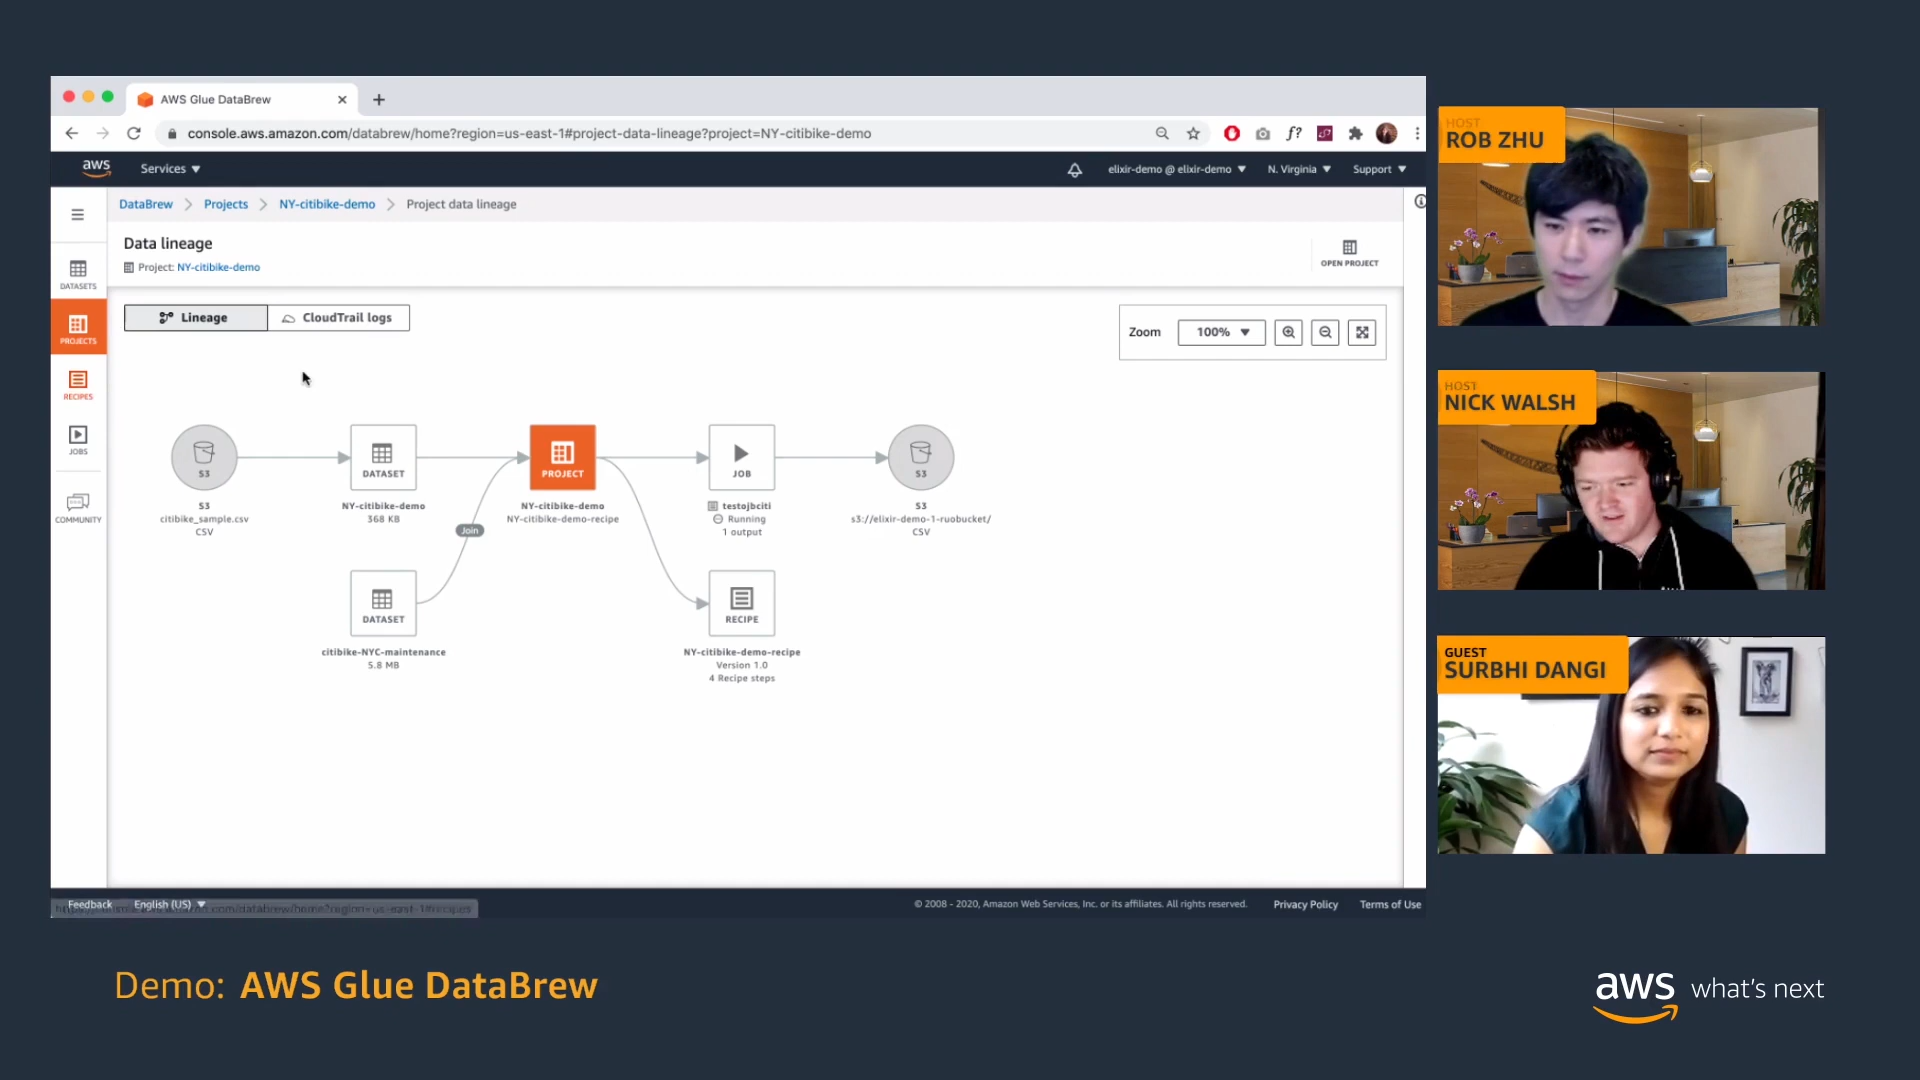 AWS Glue DataBrew
console.aws.amazon.com/databrew/home?region=us-east-1#project-data-lineage?project=NY-citibike-demo
f?
aws
Services
elixir-demo @ elixir-demo
N. Virginia
Support
DataBrew
Projects
NY-citibike-demo
Project data lineage
Data lineage
Project: NY-citibike-demo
OPEN PROJECT
DATASETS
PROJECTS
RECIPES
JOBS
COMMUNITY
Lineage
CloudTrail logs
Zoom
100%
S3
S3
citibike_sample.csv
CSV
DATASET
NY-citibike-demo
368 KB
Join
PROJECT
NY-citibike-demo
NY-citibike-demo-recipe
JOB
testojbciti
Running
1 output
S3
S3
s3://elixir-demo-1-ruobucket/
CSV
DATASET
citibike-NYC-maintenance
5.8 MB
RECIPE
NY-citibike-demo-recipe
Version 1.0
4 Recipe steps
Feedback
English (US)
© 2008 - 2020, Amazon Web Services, Inc. or its affiliates. All rights reserved.
Privacy Policy
Terms of Use
HOST
ROB ZHU
HOST
NICK WALSH
GUEST
SURBHI DANGI
Demo: AWS Glue DataBrew
aws what's next